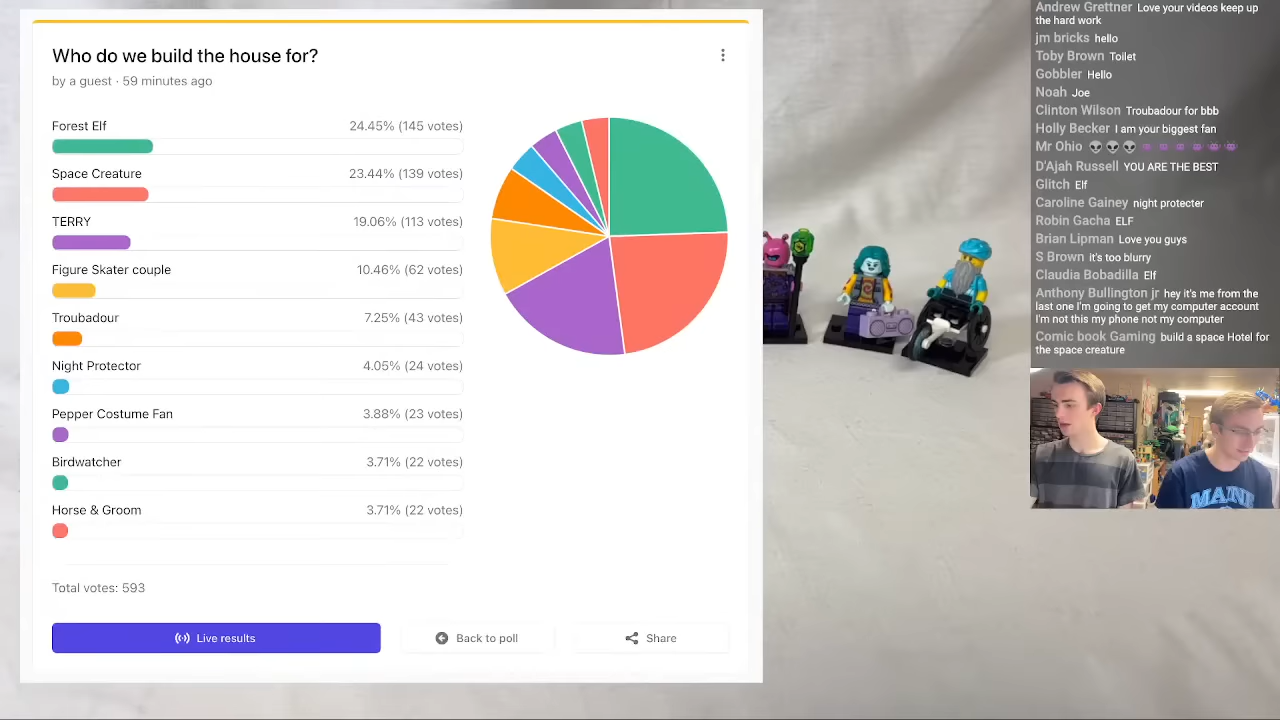 Who do we build the house for?
by a guest · 59 minutes ago
Forest Elf 24.45% (145 votes)
Space Creature 23.44% (139 votes)
TERRY 19.06% (113 votes)
Figure Skater couple 10.46% (62 votes)
Troubadour 7.25% (43 votes)
Night Protector 4.05% (24 votes)
Pepper Costume Fan 3.88% (23 votes)
Birdwatcher 3.71% (22 votes)
Horse & Groom 3.71% (22 votes)
Total votes: 593
Live results
Back to poll
Share
Andrew Grettner Love your videos keep up
the hard work
jm bricks hello
Toby Brown Toilet
Gobbler Hello
Noah Joe
Clinton Wilson Troubadour for bbb
Holly Becker I am your biggest fan
Mr Ohio 👽👽👽 👾👾👾👾👾👾
D'Ajah Russell YOU ARE THE BEST
Glitch Elf
Caroline Gainey night protecter
Robin Gacha ELF
Brian Lipman Love you guys
S Brown it's too blurry
Claudia Bobadilla Elf
Anthony Bullington jr hey it's me from the
last one I'm going to get my computer account
I'm not this my phone not my computer
Comic book Gaming build a space Hotel for
the space creature
MAINE